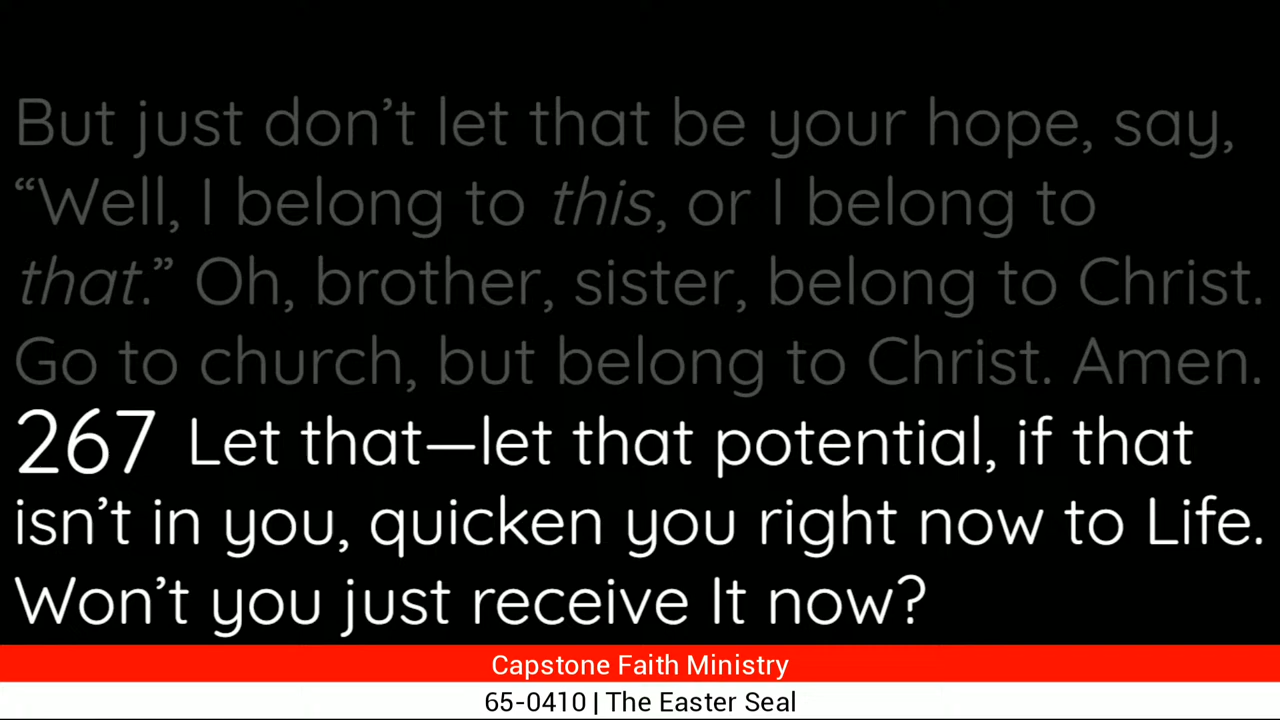 But just don’t let that be your hope, say,
“Well, I belong to this, or I belong to
that.” Oh, brother, sister, belong to Christ.
Go to church, but belong to Christ. Amen.
267 Let that—let that potential, if that
isn’t in you, quicken you right now to Life.
Won’t you just receive It now?
Capstone Faith Ministry
65-0410 | The Easter Seal